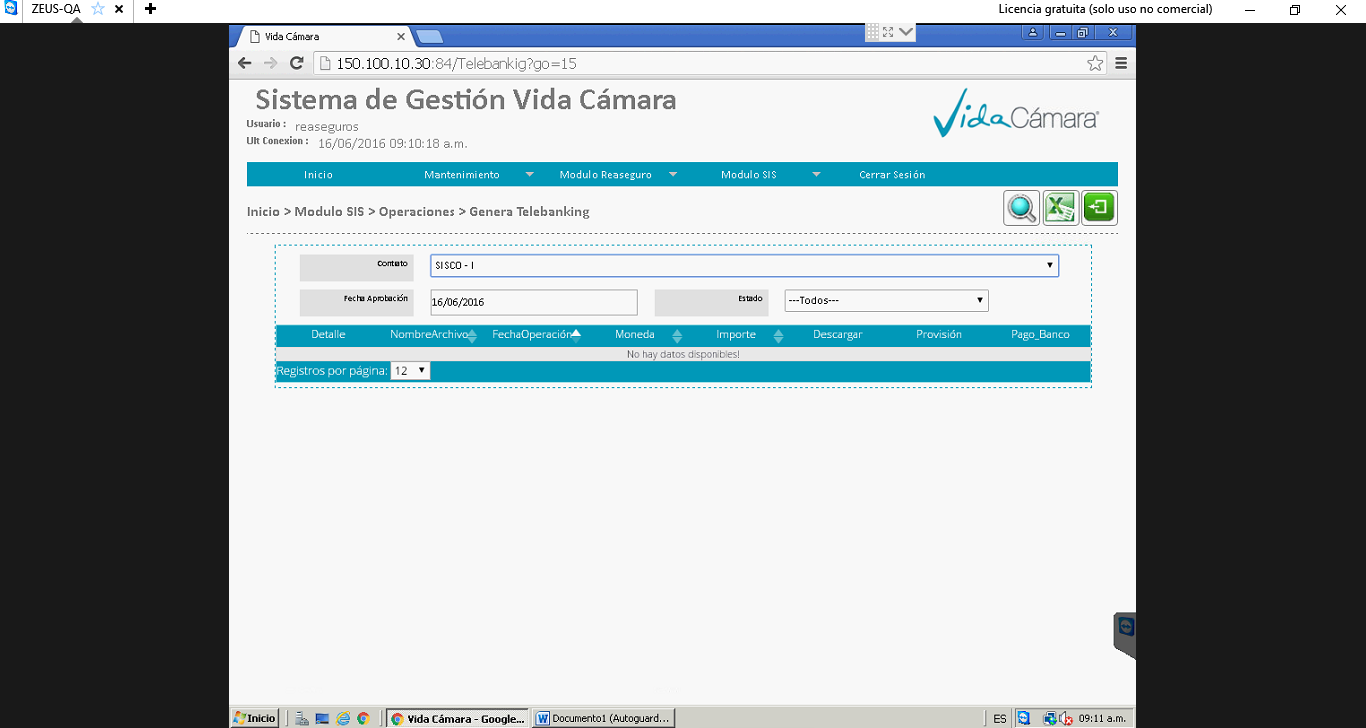 ZEUS-QA
Licencia gratuita (solo uso no comercial)
Vida Cámara
150.100.10.30:84/Telebankig?go=15
Sistema de Gestión Vida Cámara
Usuario : reaseguros
Ult Conexion : 16/06/2016 09:10:18 a.m.
VidaCámara
Inicio Mantenimiento Modulo Reaseguro Modulo SIS Cerrar Sesión
Inicio > Modulo SIS > Operaciones > Genera Telebanking
Contrato SISCO - I
Fecha Aprobación 16/06/2016 Estado ---Todos---
Detalle NombreArchivo FechaOperación Moneda Importe Descargar Provisión Pago_Banco
No hay datos disponibles!
Registros por página: 12
Inicio Vida Cámara - Google... Documento1 (Autoguard... ES 09:11 a.m.